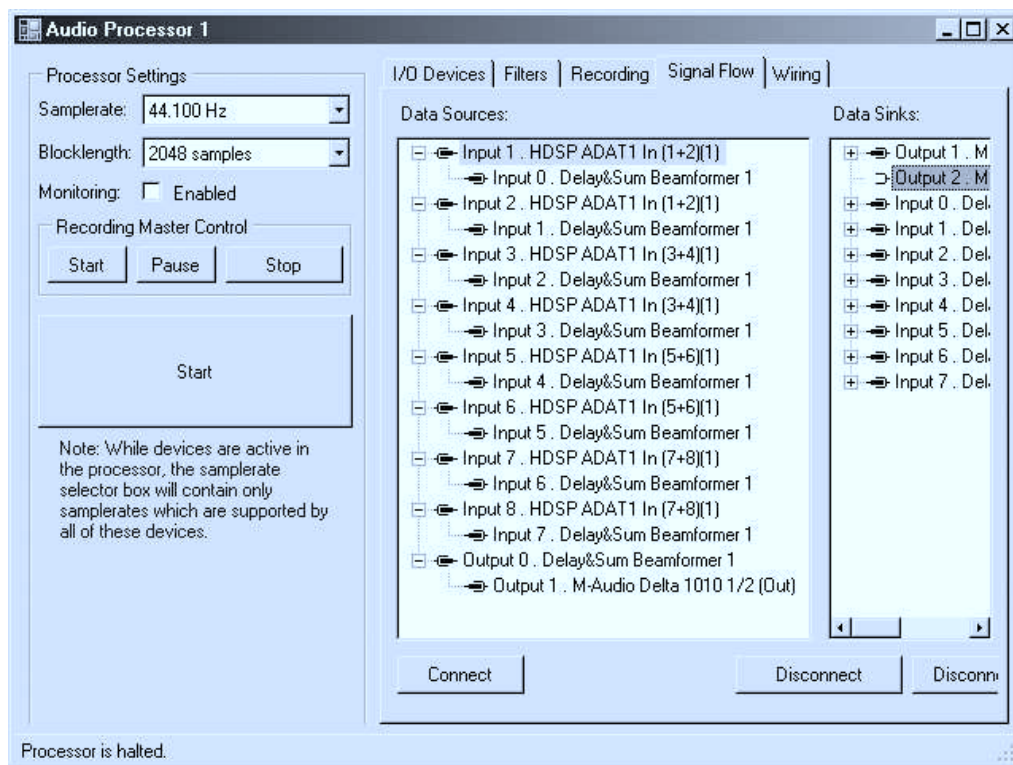 Audio Processor 1
Processor Settings
Samplerate: 44.100 Hz
Blocklength: 2048 samples
Monitoring: Enabled
Recording Master Control
Start Pause Stop
Start
Note: While devices are active in
the processor, the samplerate
selector box will contain only
samplerates which are supported by
all of these devices.
I/O Devices Filters Recording Signal Flow Wiring
Data Sources:
Input 1 . HDSP ADAT1 In (1+2)(1)
Input 0 . Delay&Sum Beamformer 1
Input 2 . HDSP ADAT1 In (1+2)(1)
Input 1 . Delay&Sum Beamformer 1
Input 3 . HDSP ADAT1 In (3+4)(1)
Input 2 . Delay&Sum Beamformer 1
Input 4 . HDSP ADAT1 In (3+4)(1)
Input 3 . Delay&Sum Beamformer 1
Input 5 . HDSP ADAT1 In (5+6)(1)
Input 4 . Delay&Sum Beamformer 1
Input 6 . HDSP ADAT1 In (5+6)(1)
Input 5 . Delay&Sum Beamformer 1
Input 7 . HDSP ADAT1 In (7+8)(1)
Input 6 . Delay&Sum Beamformer 1
Input 8 . HDSP ADAT1 In (7+8)(1)
Input 7 . Delay&Sum Beamformer 1
Output 0 . Delay&Sum Beamformer 1
Output 1 . M-Audio Delta 1010 1/2 (Out)
Data Sinks:
Output 1 . M
Output 2 . M
Input 0 . Del
Input 1 . Del
Input 2 . Del
Input 3 . Del
Input 4 . Del
Input 5 . Del
Input 6 . Del
Input 7 . Del
Connect Disconnect Disconn
Processor is halted.